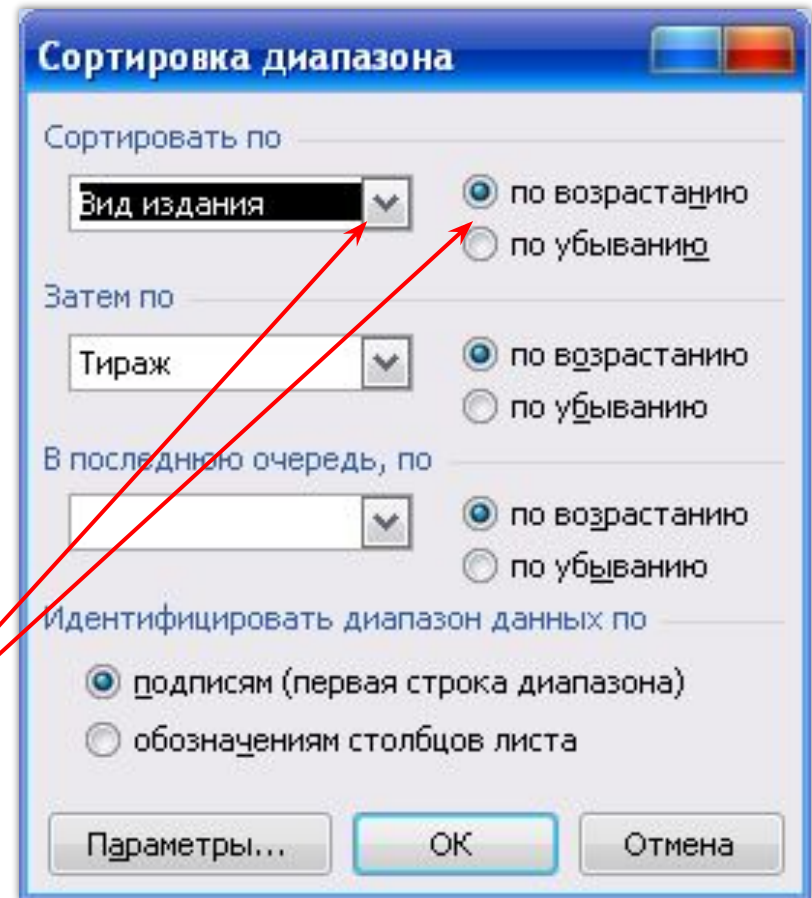 Сортировка диапазона
Сортировать по
Вид издания
по возрастанию
по убыванию
Затем по
Тираж
по возрастанию
по убыванию
В последнюю очередь, по
по возрастанию
по убыванию
Идентифицировать диапазон данных по
подписям (первая строка диапазона)
обозначениям столбцов листа
Параметры... ОК Отмена